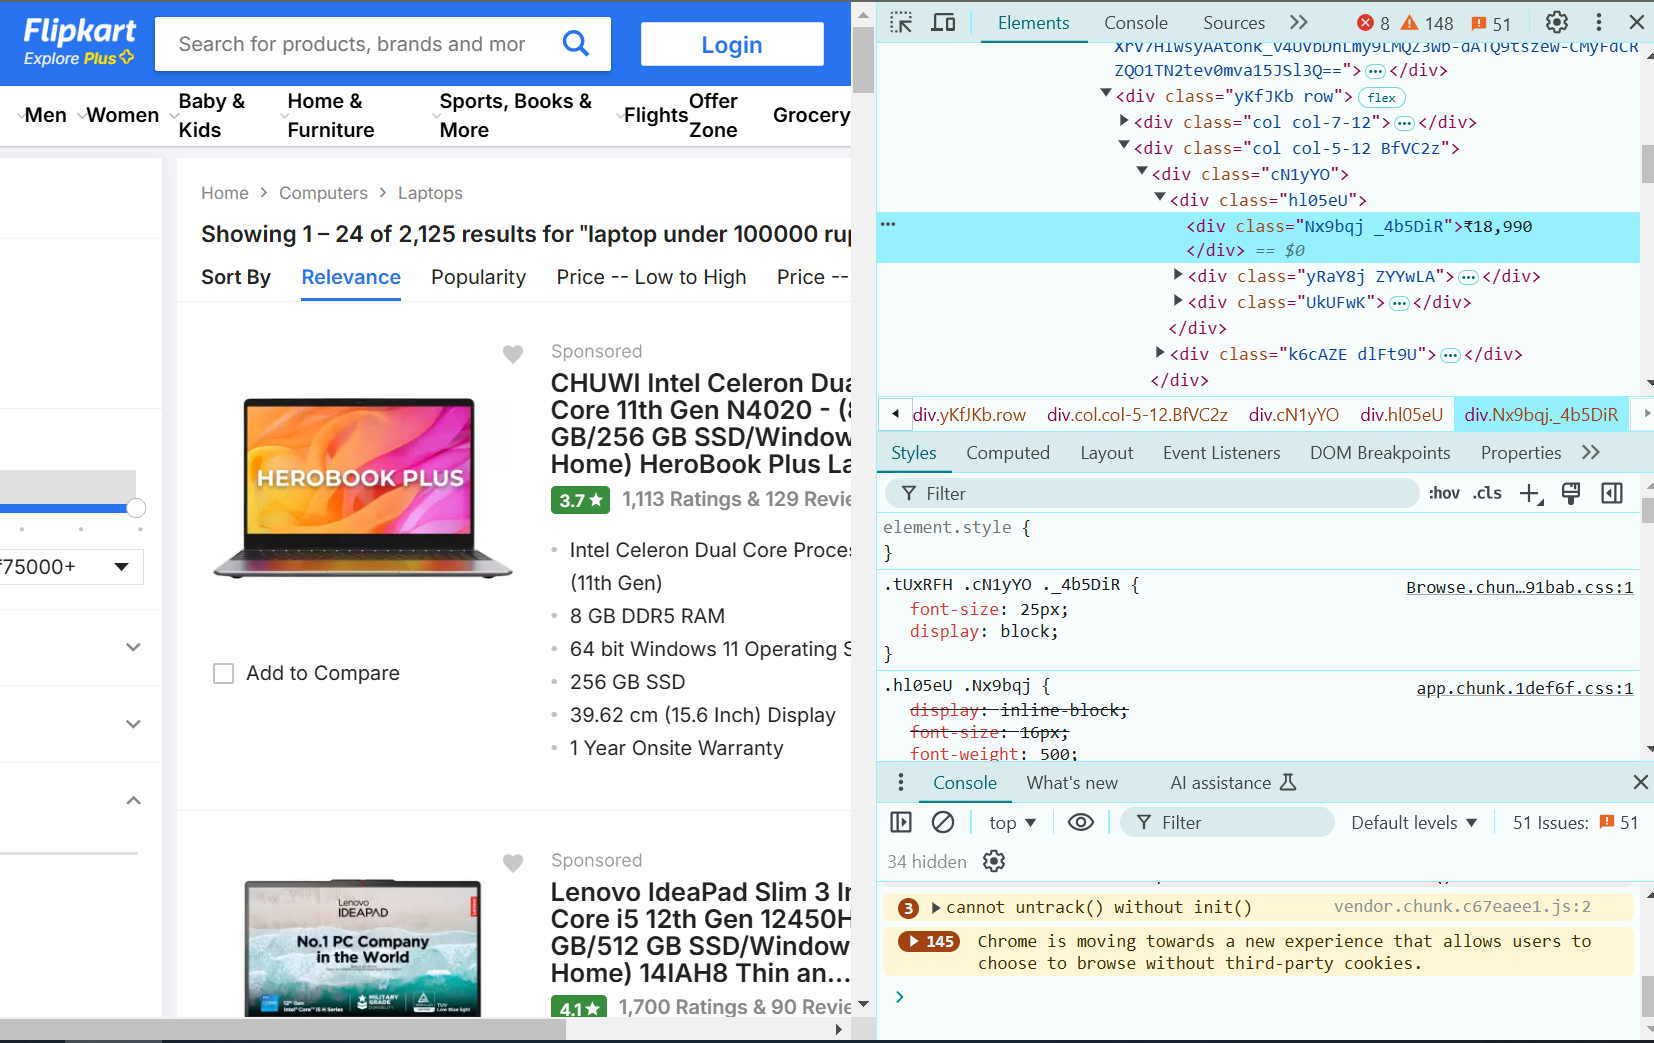 Flipkart
Explore Plus
Search for products, brands and mor
Login
Men
Women
Baby & Kids
Home & Furniture
Sports, Books & More
Flights
Offer Zone
Grocery
Home > Computers > Laptops
Showing 1 – 24 of 2,125 results for "laptop under 100000 rup
Sort By Relevance Popularity Price -- Low to High Price --
₹75000+
Sponsored
CHUWI Intel Celeron Dua
Core 11th Gen N4020 - (8
GB/256 GB SSD/Window
Home) HeroBook Plus La
3.7★ 1,113 Ratings & 129 Revie
HEROBOOK PLUS
Intel Celeron Dual Core Proces
(11th Gen)
8 GB DDR5 RAM
64 bit Windows 11 Operating S
256 GB SSD
39.62 cm (15.6 Inch) Display
1 Year Onsite Warranty
Add to Compare
Sponsored
Lenovo IdeaPad Slim 3 In
Core i5 12th Gen 12450H
GB/512 GB SSD/Window
Home) 14IAH8 Thin an...
4.1★ 1,700 Ratings & 90 Revie
Lenovo
IDEAPAD
No.1 PC Company
in the World
Elements Console Sources >> 8 148 51
ZQO1TN2tev0mva15JSl3Q==">…</div>
<div class="yKfJKb row"> flex
<div class="col col-7-12">…</div>
<div class="col col-5-12 BfVC2z">
<div class="cN1yYO">
<div class="hl05eU">
… <div class="Nx9bqj _4b5DiR">₹18,990
</div> == $0
<div class="yRaY8j ZYYwLA">…</div>
<div class="UkUFwK">…</div>
</div>
<div class="k6cAZE dlFt9U">…</div>
</div>
div.yKfJKb.row div.col.col-5-12.BfVC2z div.cN1yYO div.hl05eU div.Nx9bqj._4b5DiR
Styles Computed Layout Event Listeners DOM Breakpoints Properties >>
Filter :hov .cls
element.style {
}
.tUxRFH .cN1yYO ._4b5DiR { Browse.chun…91bab.css:1
font-size: 25px;
display: block;
}
.hl05eU .Nx9bqj { app.chunk.1def6f.css:1
display: inline-block;
font-size: 16px;
font-weight: 500;
Console What's new AI assistance
top Filter Default levels 51 Issues: 51
34 hidden
3 cannot untrack() without init() vendor.chunk.c67eaee1.js:2
145 Chrome is moving towards a new experience that allows users to
choose to browse without third-party cookies.